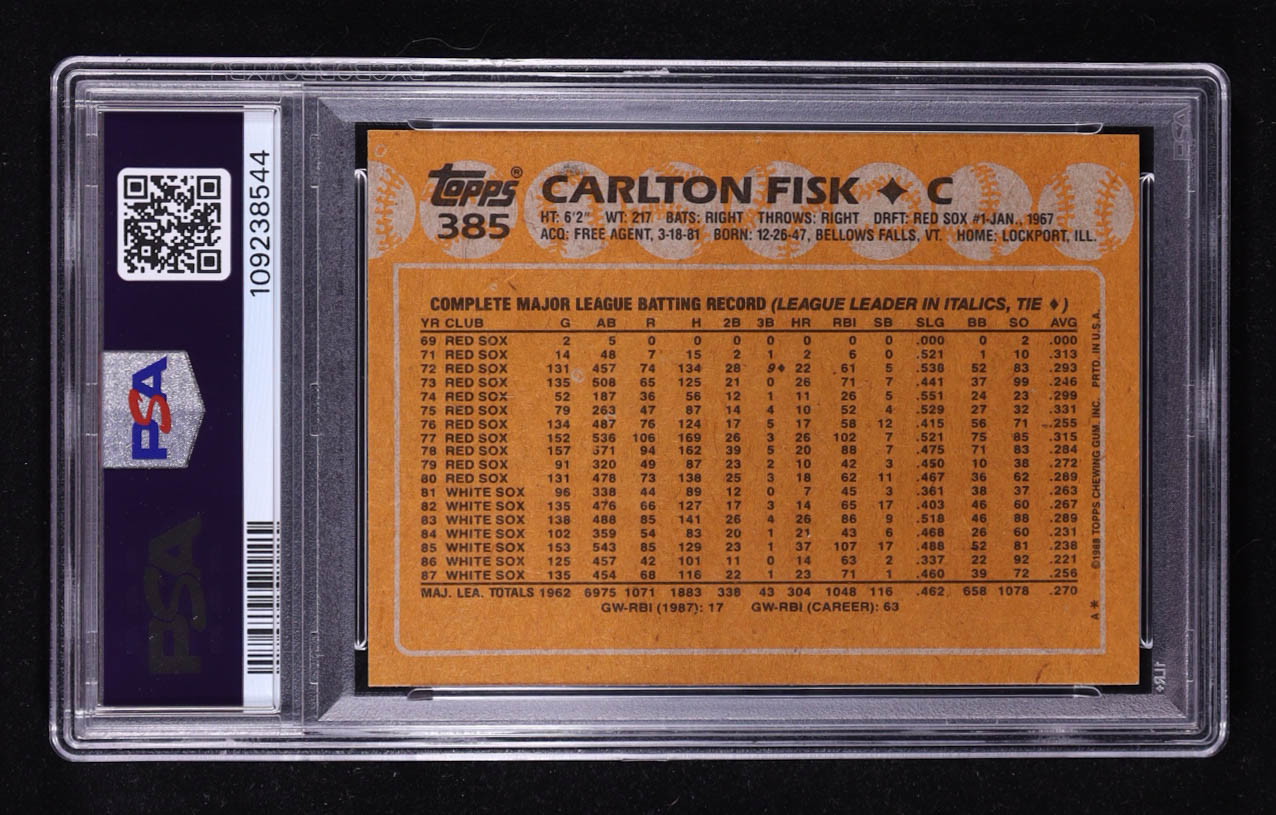 109238544
PSA
PSA
Topps®
385
CARLTON FISK ✦ C
HT: 6'2" WT: 217 BATS: RIGHT THROWS: RIGHT DRFT: RED SOX #1-JAN., 1967
ACQ: FREE AGENT, 3-18-81 BORN: 12-26-47, BELLOWS FALLS, VT. HOME: LOCKPORT, ILL.
COMPLETE MAJOR LEAGUE BATTING RECORD (LEAGUE LEADER IN ITALICS, TIE ♦)
YR CLUB G AB R H 2B 3B HR RBI SB SLG BB SO AVG
69 RED SOX 2 5 0 0 0 0 0 0 0 .000 0 2 .000
71 RED SOX 14 48 7 15 2 1 2 6 0 .521 1 10 .313
72 RED SOX 131 457 74 134 28 9♦ 22 61 5 .538 52 83 .293
73 RED SOX 135 508 65 125 21 0 26 71 7 .441 37 99 .246
74 RED SOX 52 187 36 56 12 1 11 26 5 .551 24 23 .299
75 RED SOX 79 263 47 87 14 4 10 52 4 .529 27 32 .331
76 RED SOX 134 487 76 124 17 5 17 58 12 .415 56 71 .255
77 RED SOX 152 536 106 169 26 3 26 102 7 .521 75 85 .315
78 RED SOX 157 571 94 162 39 5 20 88 7 .475 71 83 .284
79 RED SOX 91 320 49 87 23 2 10 42 3 .450 10 38 .272
80 RED SOX 131 478 73 138 25 3 18 62 11 .467 36 62 .289
81 WHITE SOX 96 338 44 89 12 0 7 45 3 .361 38 37 .263
82 WHITE SOX 135 476 66 127 17 3 14 65 17 .403 46 60 .267
83 WHITE SOX 138 488 85 141 26 4 26 86 9 .518 46 88 .289
84 WHITE SOX 102 359 54 83 20 1 21 43 6 .468 26 60 .231
85 WHITE SOX 153 543 85 129 23 1 37 107 17 .488 52 81 .238
86 WHITE SOX 125 457 42 101 11 0 14 63 2 .337 22 92 .221
87 WHITE SOX 135 454 68 116 22 1 23 71 1 .460 39 72 .256
MAJ. LEA. TOTALS 1962 6975 1071 1883 338 43 304 1048 116 .462 658 1078 .270
GW-RBI (1987): 17 GW-RBI (CAREER): 63
A * ©1988 TOPPS CHEWING GUM, INC. PRTD. IN U.S.A.
PSA
1LR+